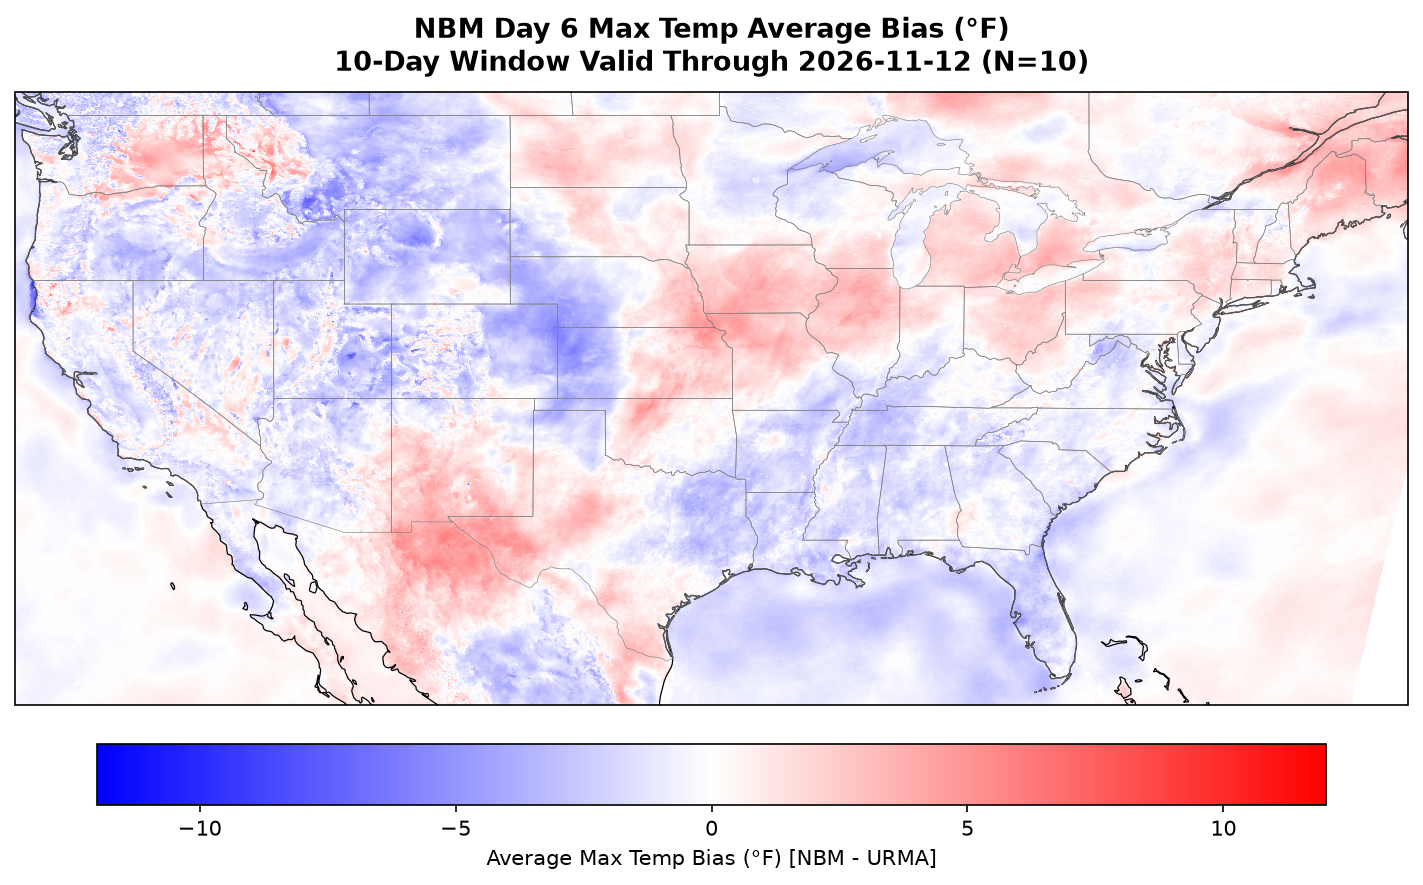 NBM Day 6 Max Temp Average Bias (°F)
10-Day Window Valid Through 2026-11-12 (N=10)
−10 −5 0 5 10
Average Max Temp Bias (°F) [NBM - URMA]